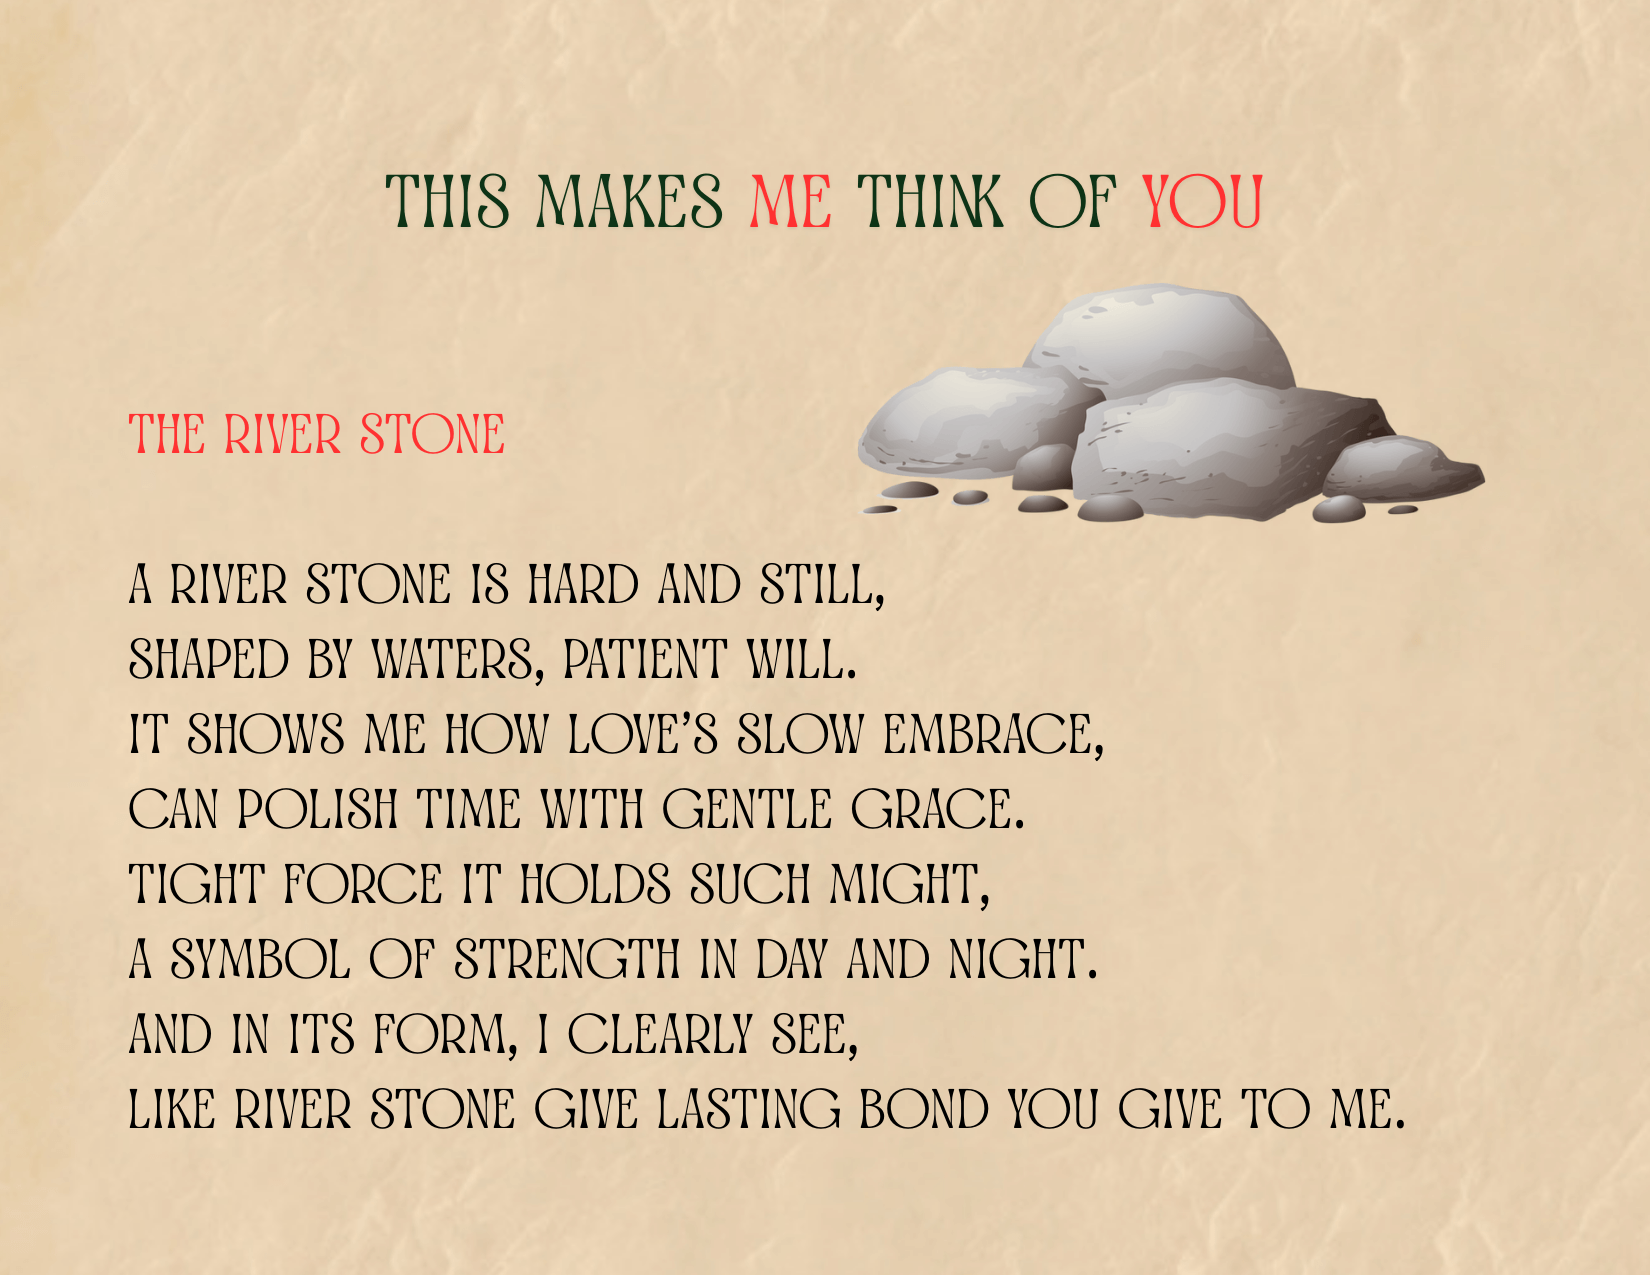 THIS MAKES ME THINK OF YOU
THE RIVER STONE
A RIVER STONE IS HARD AND STILL,
SHAPED BY WATERS, PATIENT WILL.
IT SHOWS ME HOW LOVE'S SLOW EMBRACE,
CAN POLISH TIME WITH GENTLE GRACE.
TIGHT FORCE IT HOLDS SUCH MIGHT,
A SYMBOL OF STRENGTH IN DAY AND NIGHT.
AND IN ITS FORM, I CLEARLY SEE,
LIKE RIVER STONE GIVE LASTING BOND YOU GIVE TO ME.